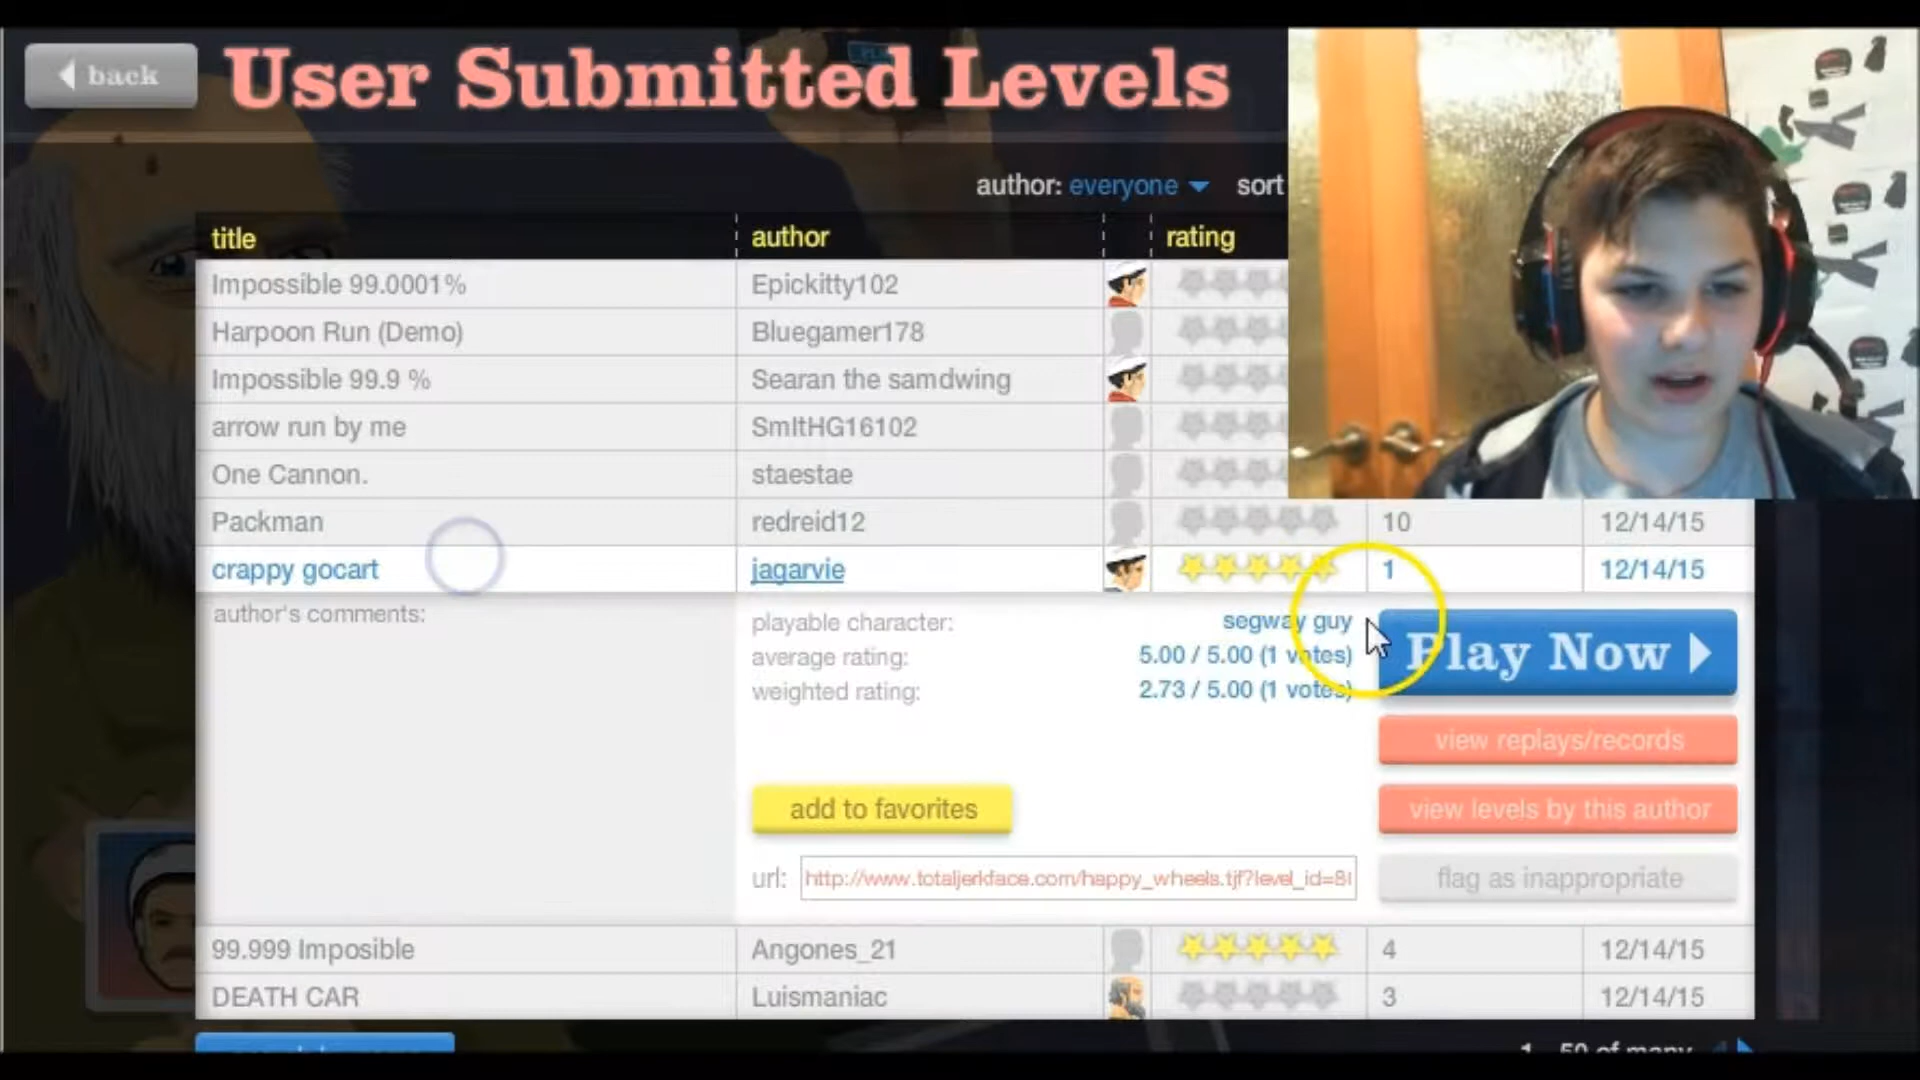 back
User Submitted Levels
author: everyone sort
title author rating
Impossible 99.0001% Epickitty102
Harpoon Run (Demo) Bluegamer178
Impossible 99.9 % Searan the samdwing
arrow run by me SmItHG16102
One Cannon. staestae
Packman redreid12 10 12/14/15
crappy gocart jagarvie 1 12/14/15
author's comments:
playable character: segway guy
average rating: 5.00 / 5.00 (1 votes)
weighted rating: 2.73 / 5.00 (1 votes)
Play Now
view replays/records
add to favorites
view levels by this author
url: http://www.totaljerkface.com/happy_wheels.tjf?level_id=8
flag as inappropriate
99.999 Imposible Angones_21 4 12/14/15
DEATH CAR Luismaniac 3 12/14/15
1 - 50 of many